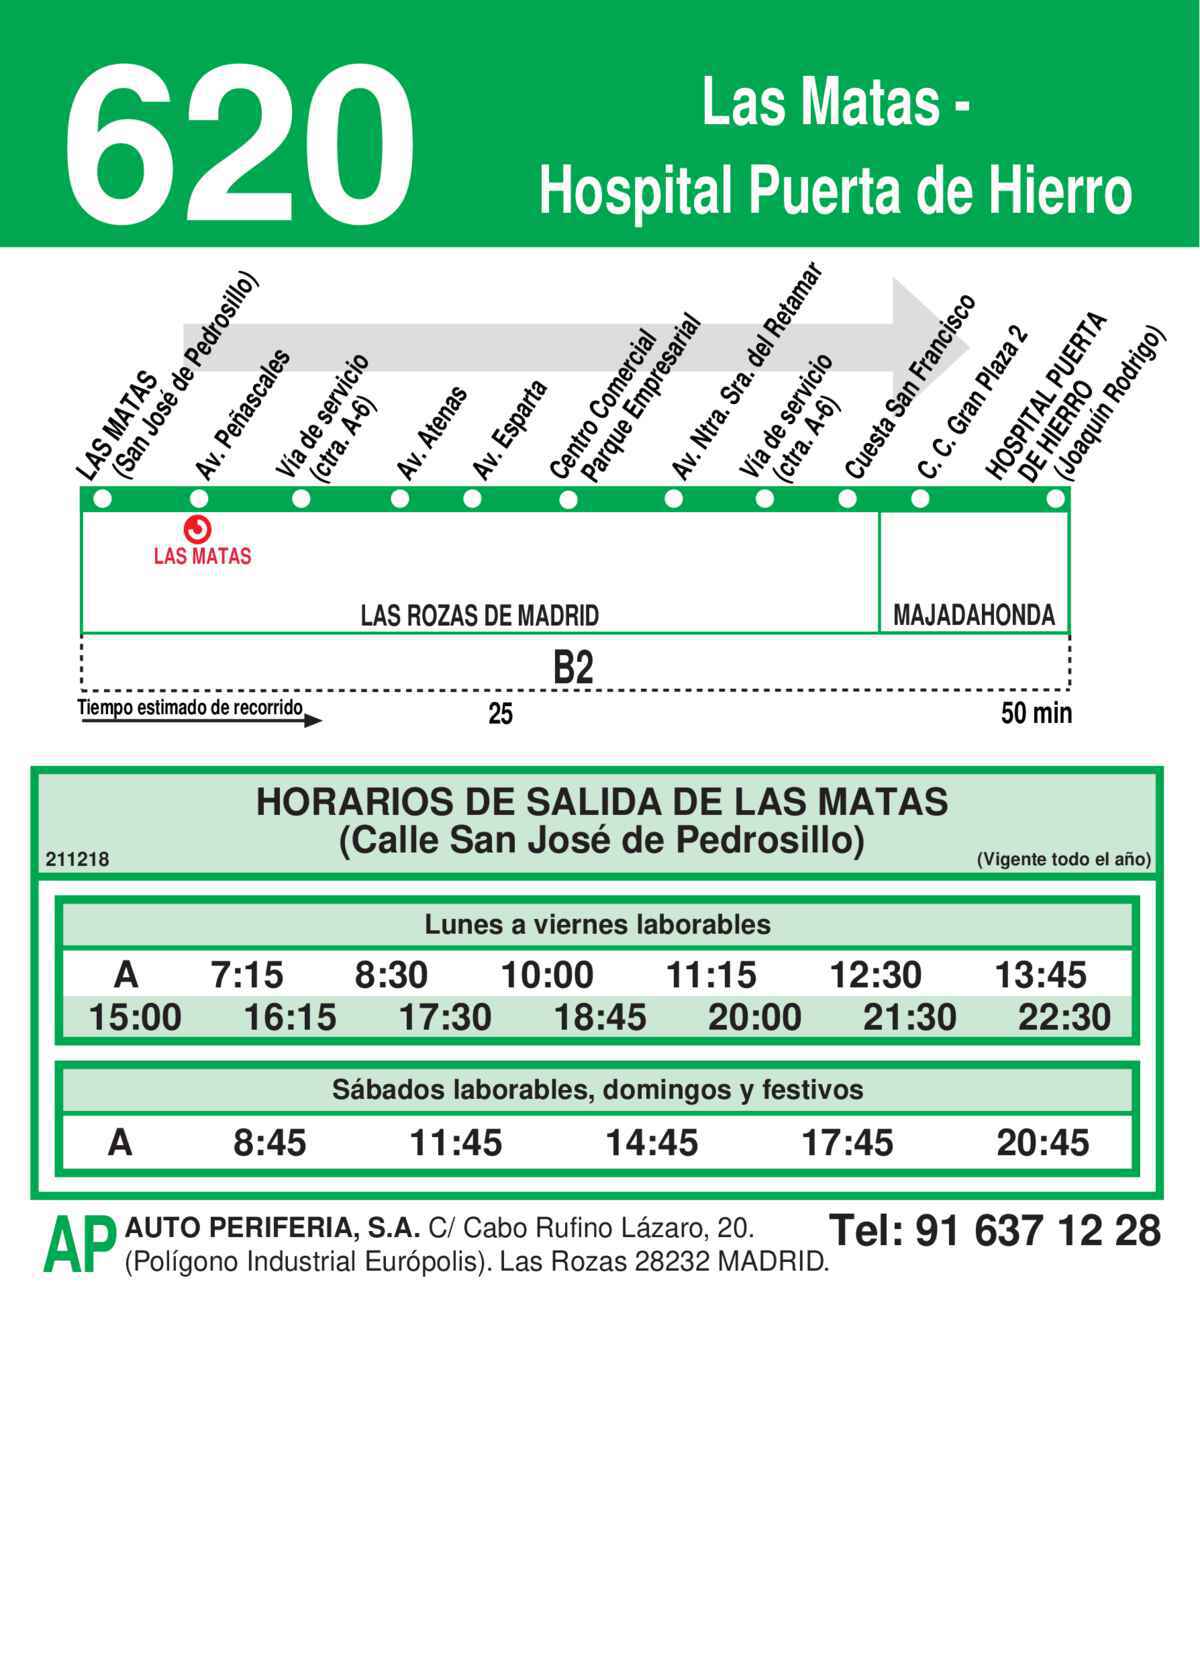 620
Las Matas -
Hospital Puerta de Hierro
LAS MATAS
(San José de Pedrosillo)
Av. Peñascales
Vía de servicio
(ctra. A-6)
Av. Atenas
Av. Esparta
Centro Comercial
Parque Empresarial
Av. Ntra. Sra. del Retamar
Vía de servicio
(ctra. A-6)
Cuesta San Francisco
C. C. Gran Plaza 2
HOSPITAL PUERTA
DE HIERRO
(Joaquín Rodrigo)
LAS MATAS
LAS ROZAS DE MADRID
MAJADAHONDA
B2
Tiempo estimado de recorrido
25
50 min
HORARIOS DE SALIDA DE LAS MATAS
(Calle San José de Pedrosillo)
211218
(Vigente todo el año)
Lunes a viernes laborables
A 7:15 8:30 10:00 11:15 12:30 13:45
15:00 16:15 17:30 18:45 20:00 21:30 22:30
Sábados laborables, domingos y festivos
A 8:45 11:45 14:45 17:45 20:45
AP
AUTO PERIFERIA, S.A. C/ Cabo Rufino Lázaro, 20.
(Polígono Industrial Európolis). Las Rozas 28232 MADRID.
Tel: 91 637 12 28